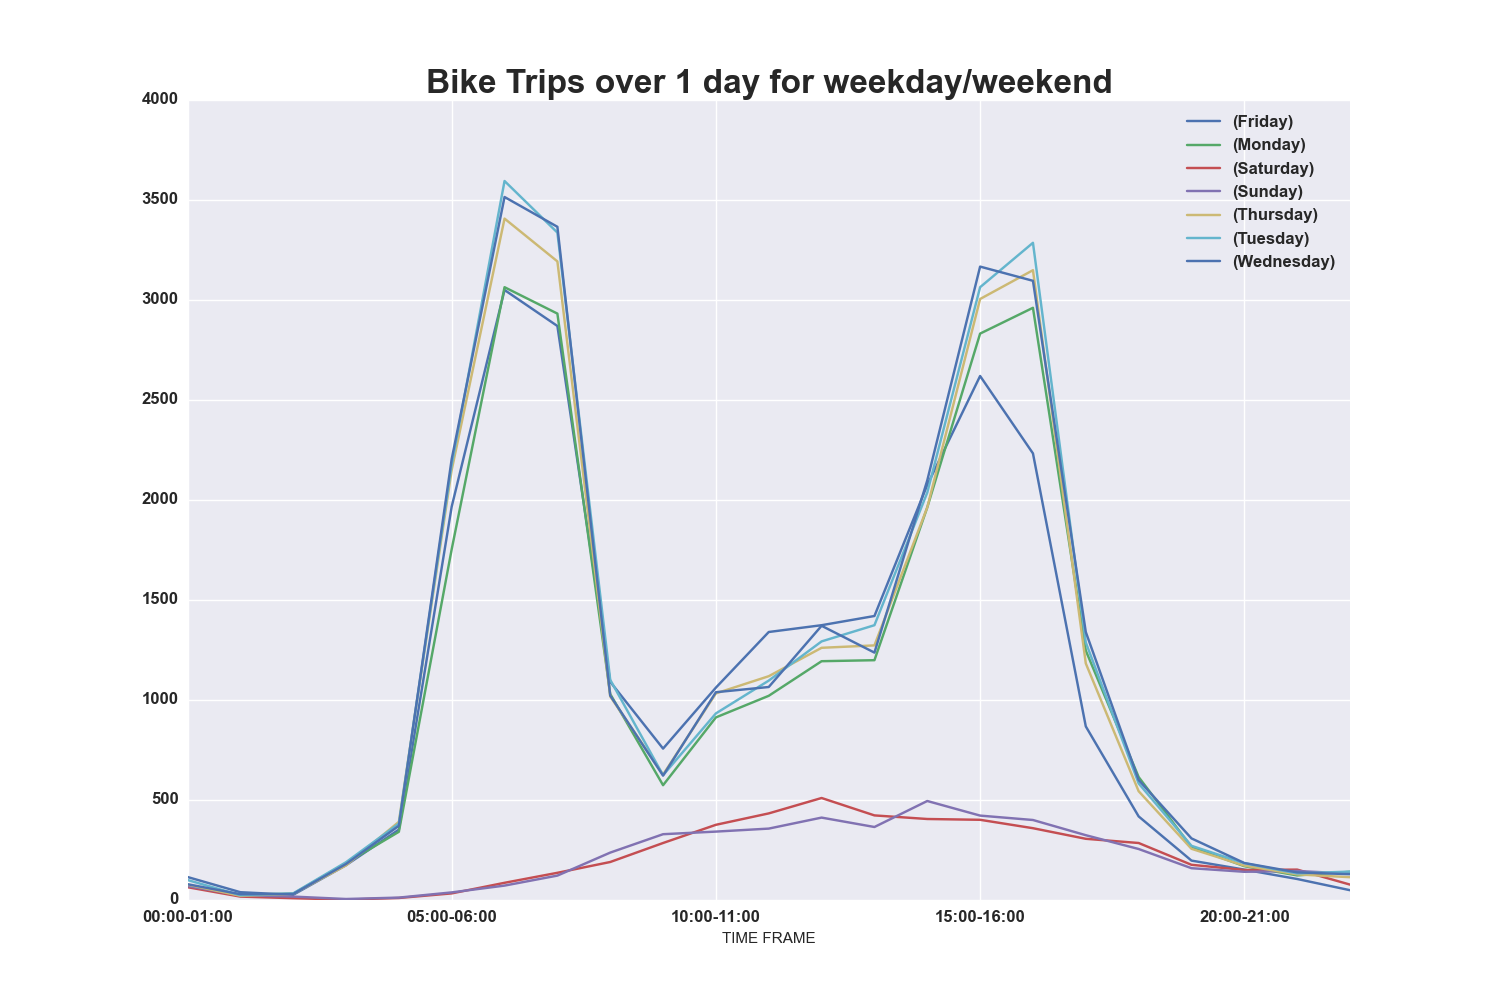 Bike Trips over 1 day for weekday/weekend
4000
3500
3000
2500
2000
1500
1000
500
0
(Friday)
(Monday)
(Saturday)
(Sunday)
(Thursday)
(Tuesday)
(Wednesday)
00:00-01:00 05:00-06:00 10:00-11:00 15:00-16:00 20:00-21:00
TIME FRAME